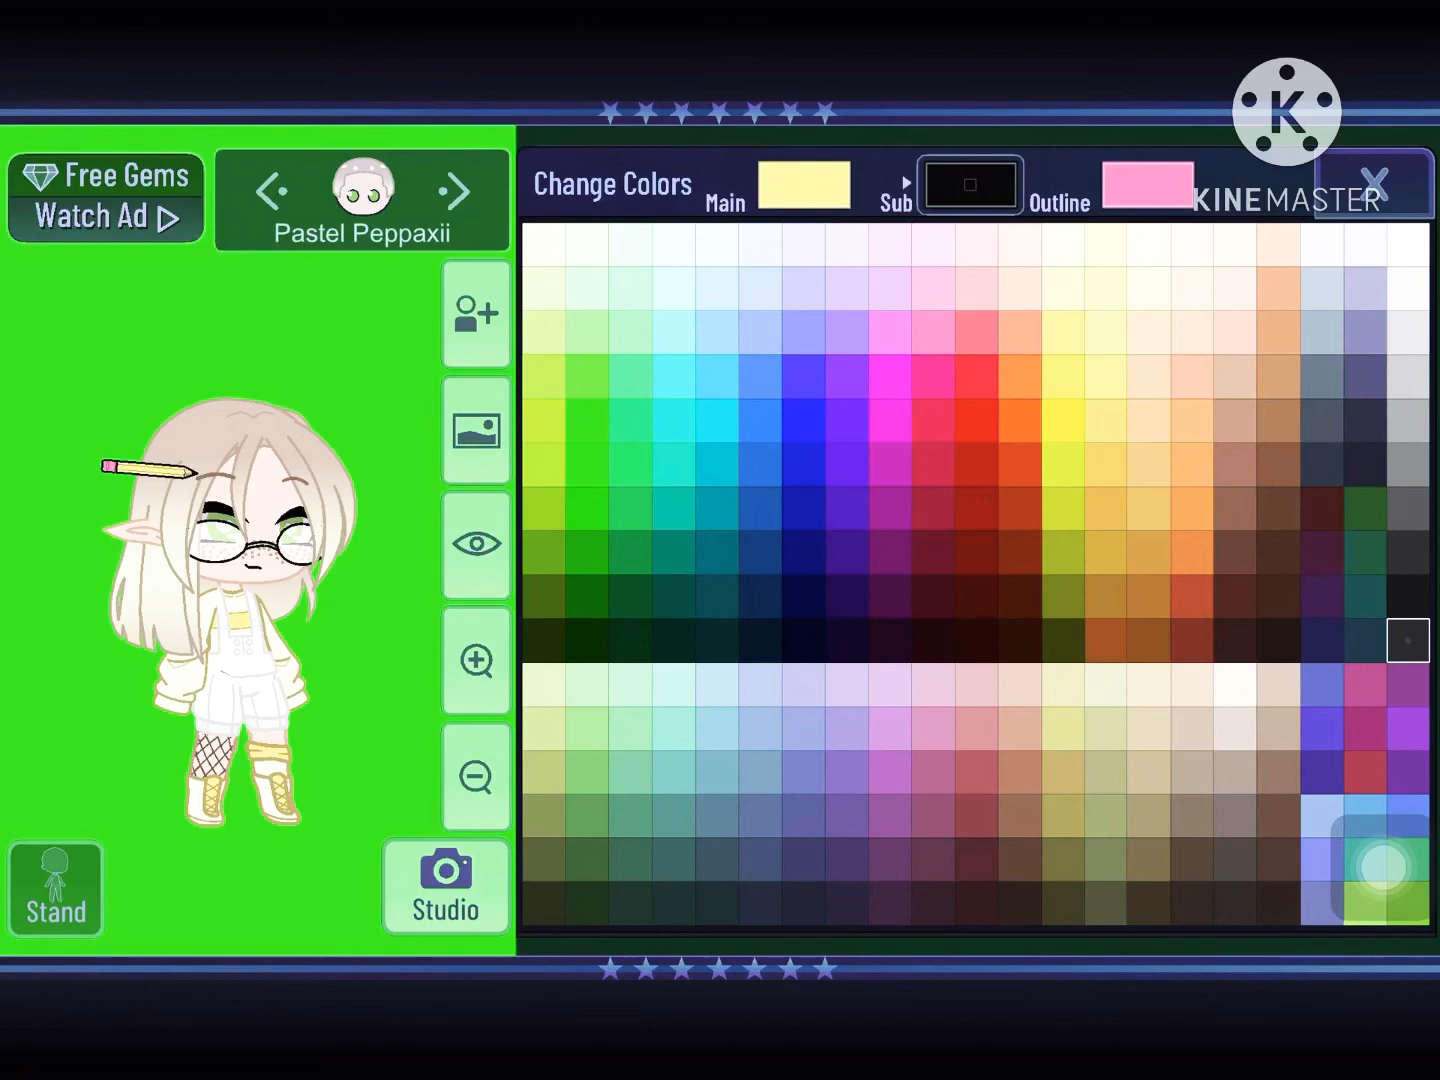 Free Gems
Watch Ad
Pastel Peppaxii
Change Colors
Main
Sub
Outline
X
K
KINEMASTER
Stand
Studio